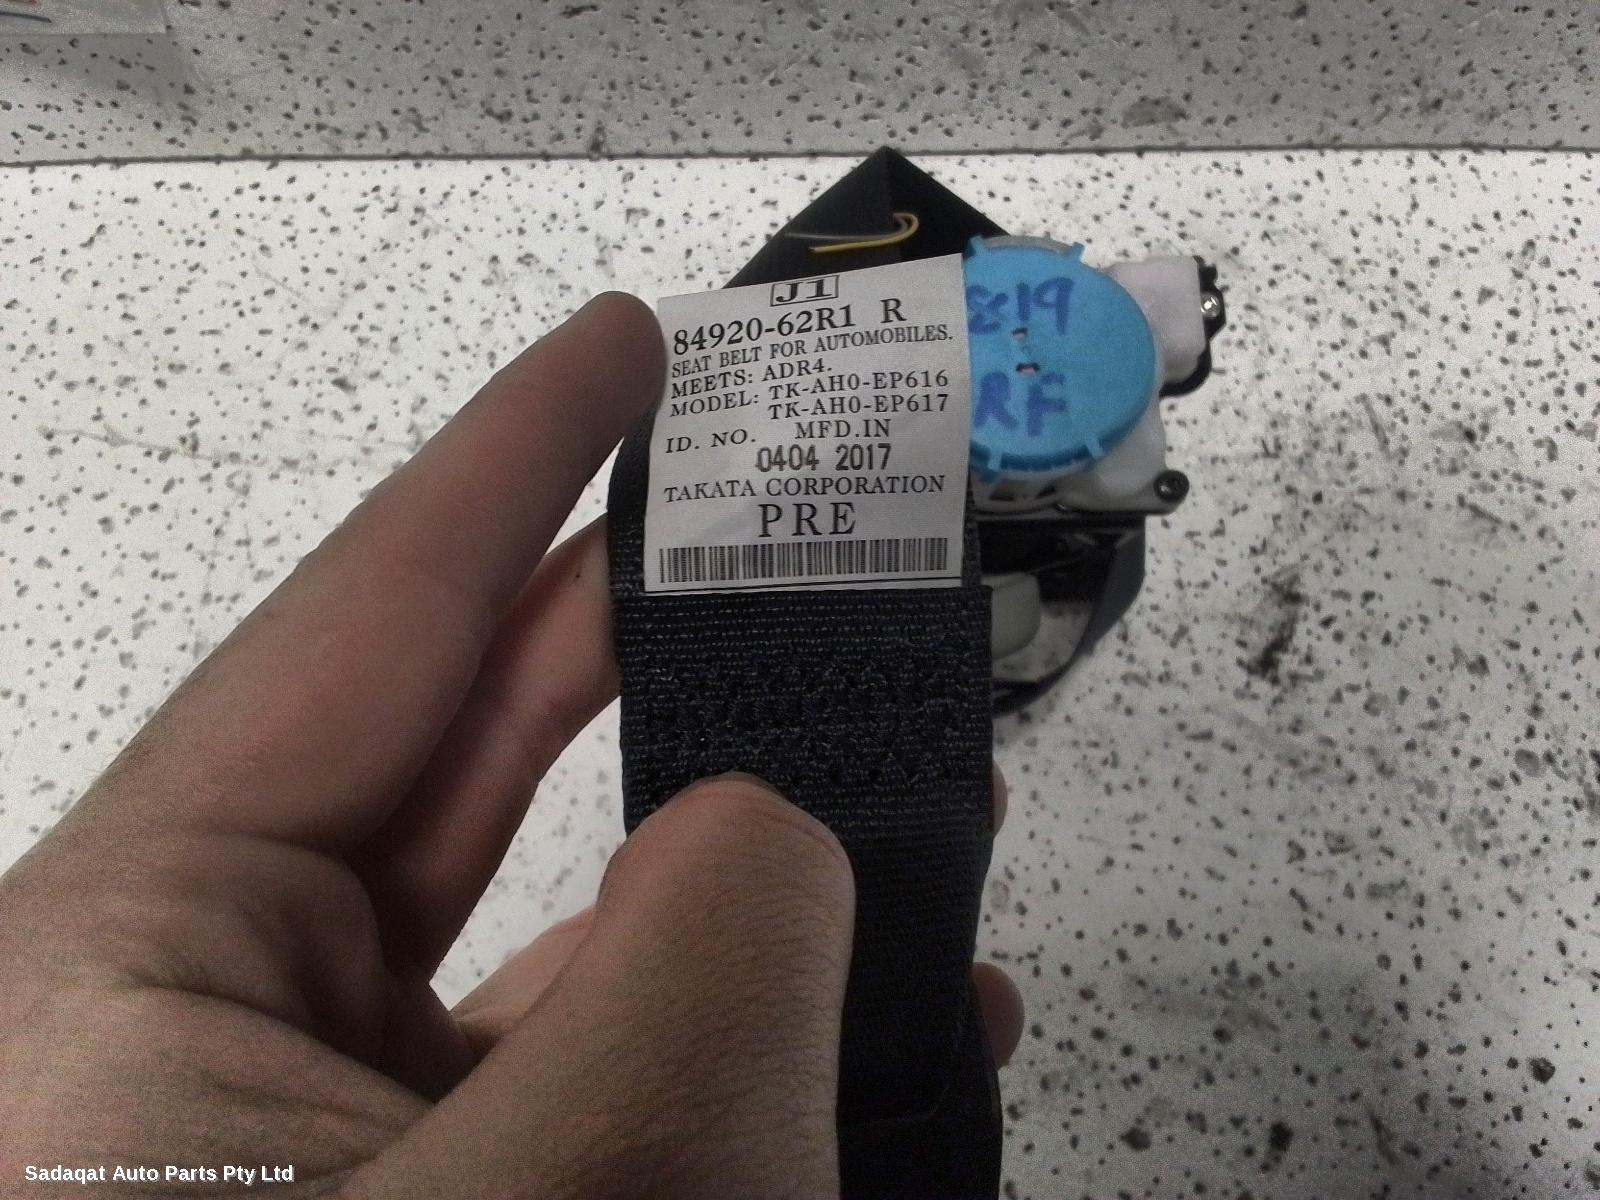 J1
84920-62R1 R
SEAT BELT FOR AUTOMOBILES.
MEETS: ADR4.
MODEL: TK-AH0-EP616
TK-AH0-EP617
ID. NO. MFD.IN
0404 2017
TAKATA CORPORATION
PRE
819
RF
Sadaqat Auto Parts Pty Ltd